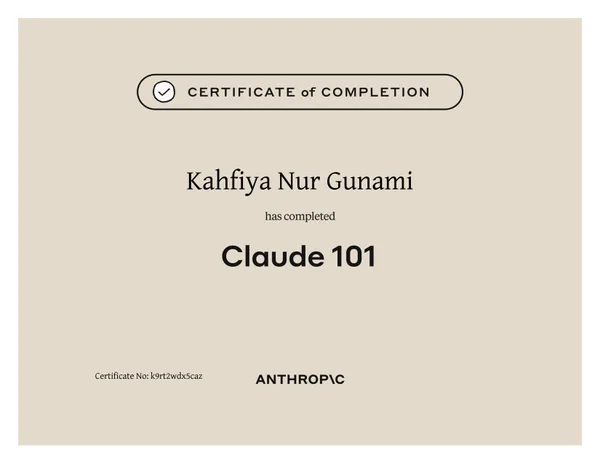 CERTIFICATE of COMPLETION
Kahfiya Nur Gunami
has completed
Claude 101
Certificate No: k9rt2wdx5caz
ANTHROP\C